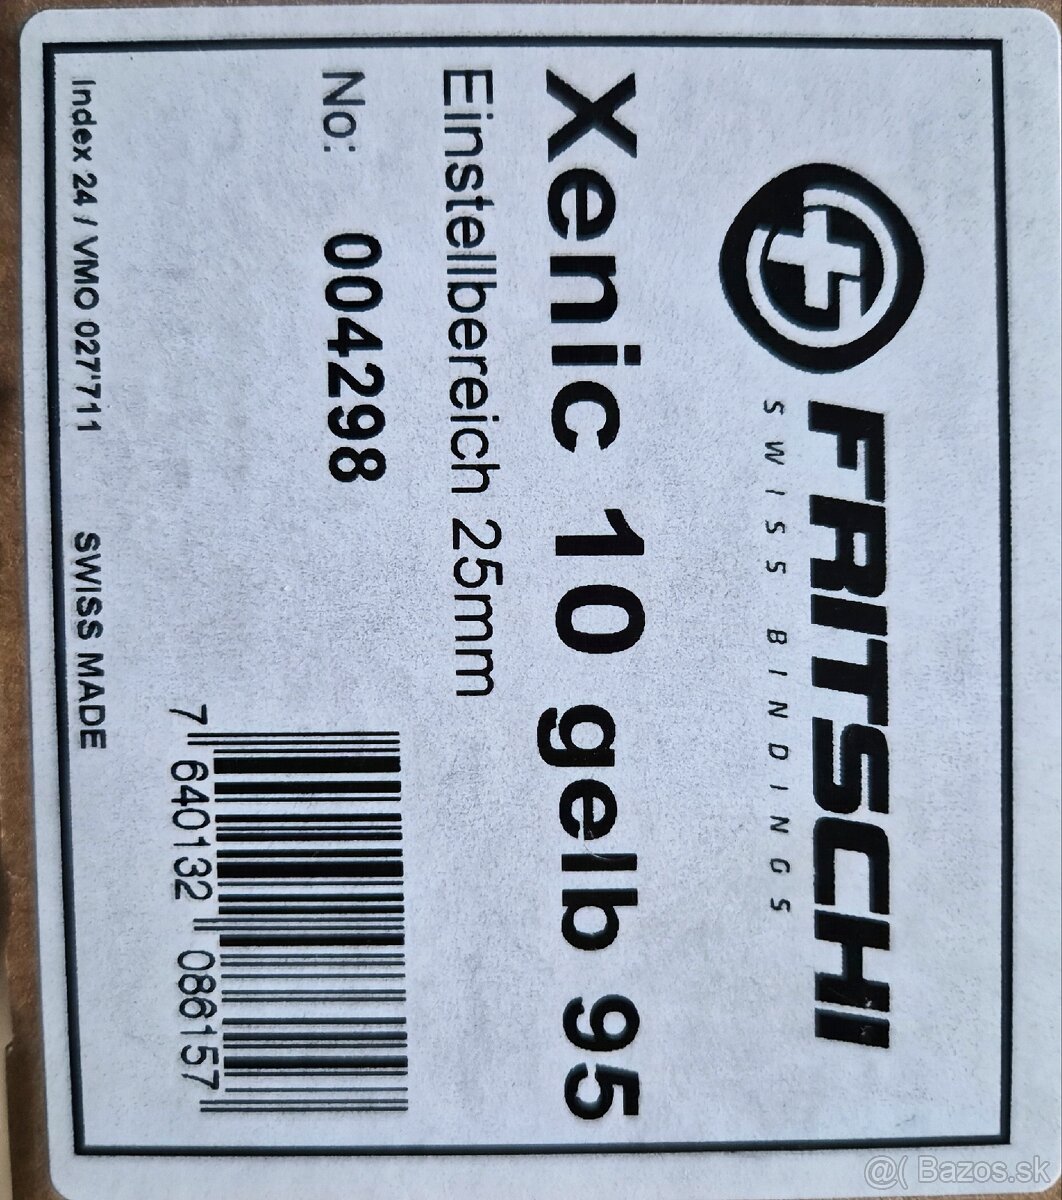 FRITSCHI
SWISS BINDINGS
Xenic 10 gelb 95
Einstellbereich 25mm
No: 004298
7 640132 086157
Index 24 / VMO 027'711 SWISS MADE
@( Bazos.sk